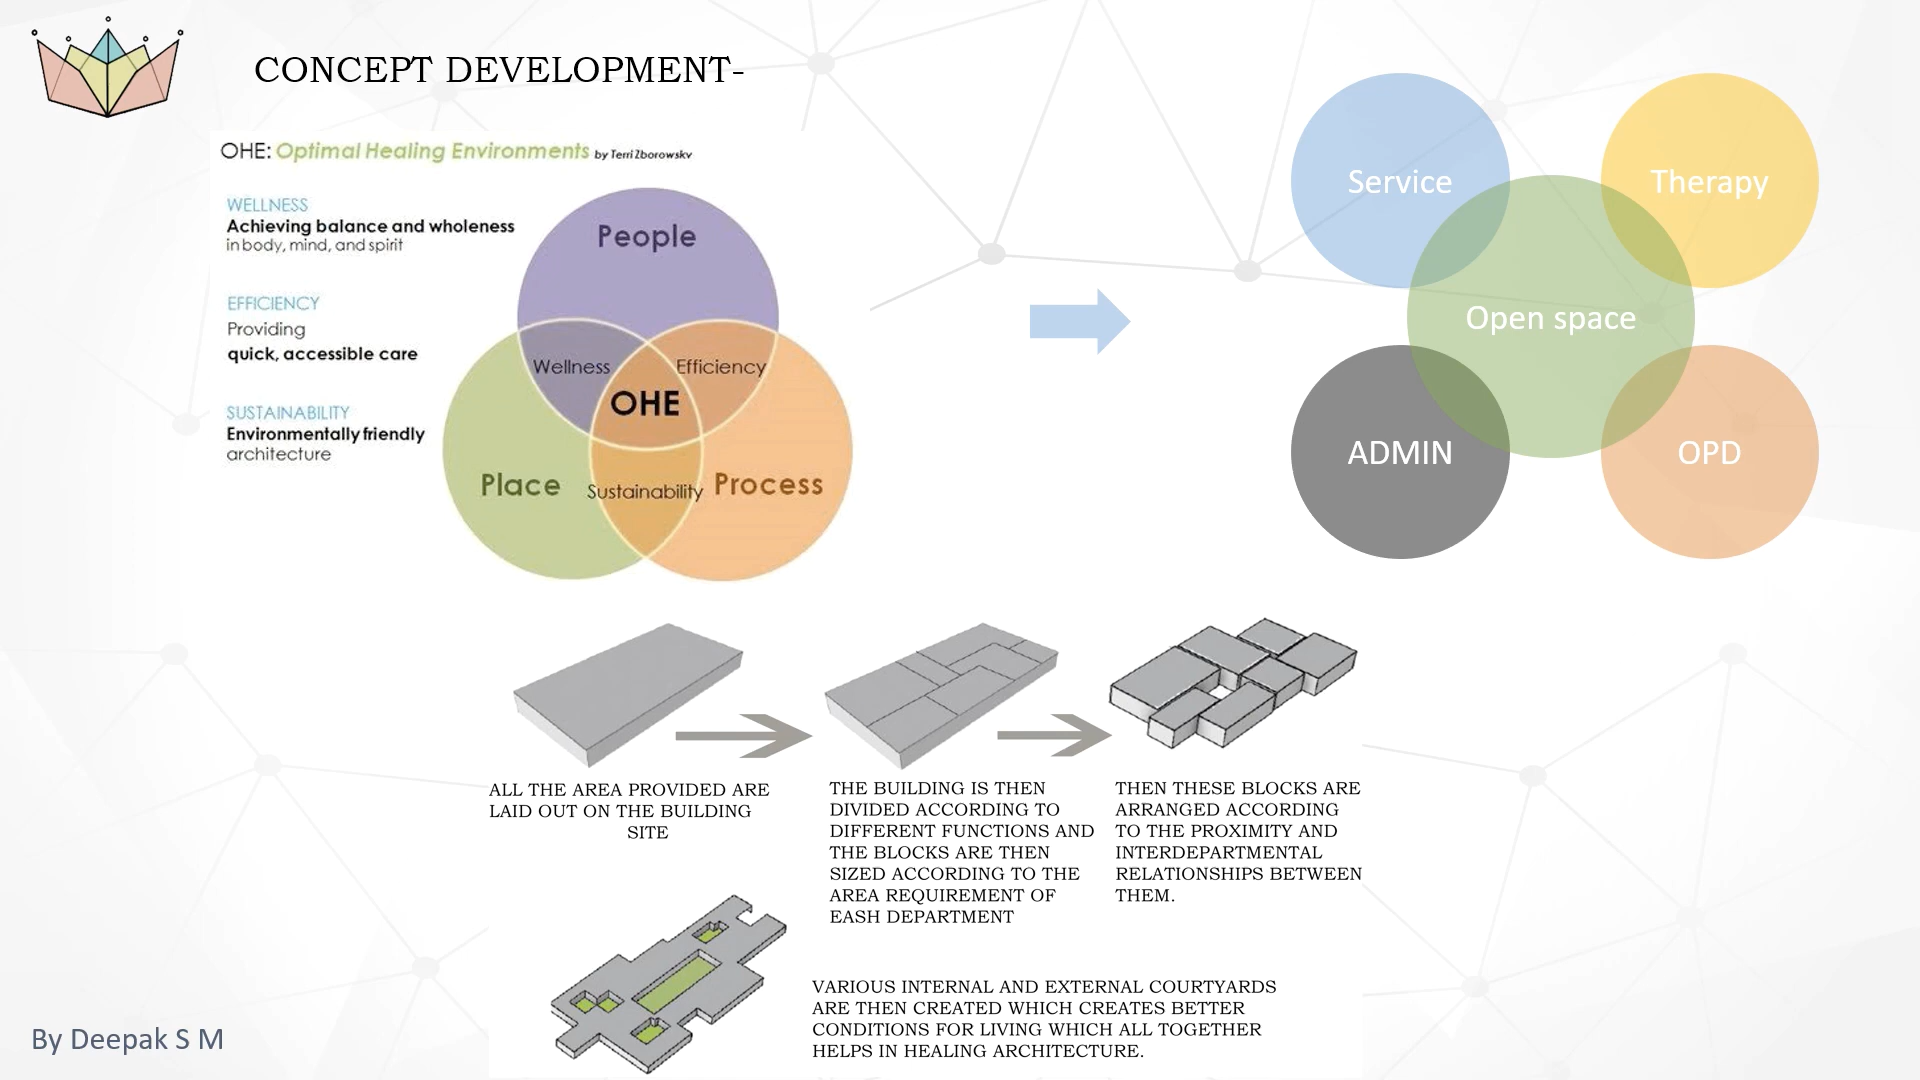 CONCEPT DEVELOPMENT-
OHE: Optimal Healing Environments by Terri Zborowskv
WELLNESS
Achieving balance and wholeness
in body, mind, and spirit
EFFICIENCY
Providing
quick, accessible care
SUSTAINABILITY
Environmentally friendly
architecture
People
Wellness
Efficiency
OHE
Place
Sustainability
Process
Service
Therapy
Open space
ADMIN
OPD
ALL THE AREA PROVIDED ARE
LAID OUT ON THE BUILDING
SITE
THE BUILDING IS THEN
DIVIDED ACCORDING TO
DIFFERENT FUNCTIONS AND
THE BLOCKS ARE THEN
SIZED ACCORDING TO THE
AREA REQUIREMENT OF
EASH DEPARTMENT
THEN THESE BLOCKS ARE
ARRANGED ACCORDING
TO THE PROXIMITY AND
INTERDEPARTMENTAL
RELATIONSHIPS BETWEEN
THEM.
VARIOUS INTERNAL AND EXTERNAL COURTYARDS
ARE THEN CREATED WHICH CREATES BETTER
CONDITIONS FOR LIVING WHICH ALL TOGETHER
HELPS IN HEALING ARCHITECTURE.
By Deepak S M